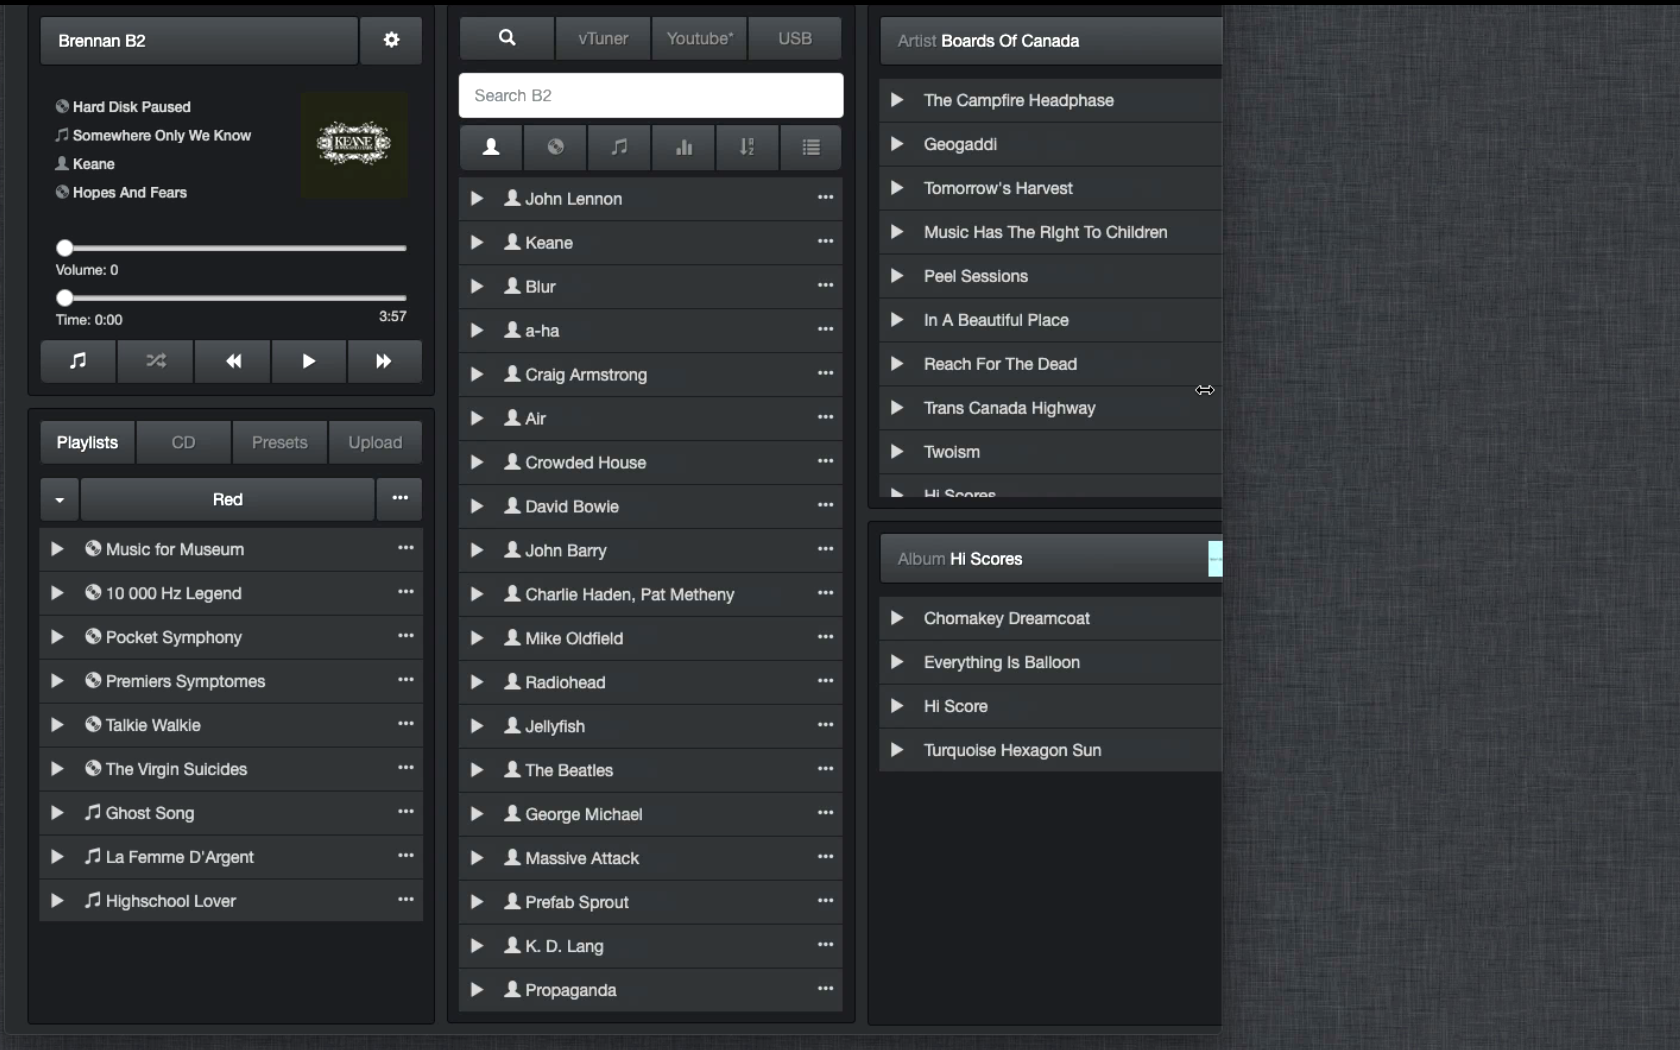 Brennan B2
Hard Disk Paused
Somewhere Only We Know
Keane
Hopes And Fears
KEANE
Volume: 0
Time: 0:00
3:57
Playlists
CD
Presets
Upload
Red
Music for Museum
10 000 Hz Legend
Pocket Symphony
Premiers Symptomes
Talkie Walkie
The Virgin Suicides
Ghost Song
La Femme D'Argent
Highschool Lover
vTuner
Youtube*
USB
Search B2
John Lennon
Keane
Blur
a-ha
Craig Armstrong
Air
Crowded House
David Bowie
John Barry
Charlie Haden, Pat Metheny
Mike Oldfield
Radiohead
Jellyfish
The Beatles
George Michael
Massive Attack
Prefab Sprout
K. D. Lang
Propaganda
Artist Boards Of Canada
The Campfire Headphase
Geogaddi
Tomorrow's Harvest
Music Has The RIght To Children
Peel Sessions
In A Beautiful Place
Reach For The Dead
Trans Canada Highway
Twoism
Hi Scores
Album Hi Scores
Chomakey Dreamcoat
Everything Is Balloon
Hi Score
Turquoise Hexagon Sun